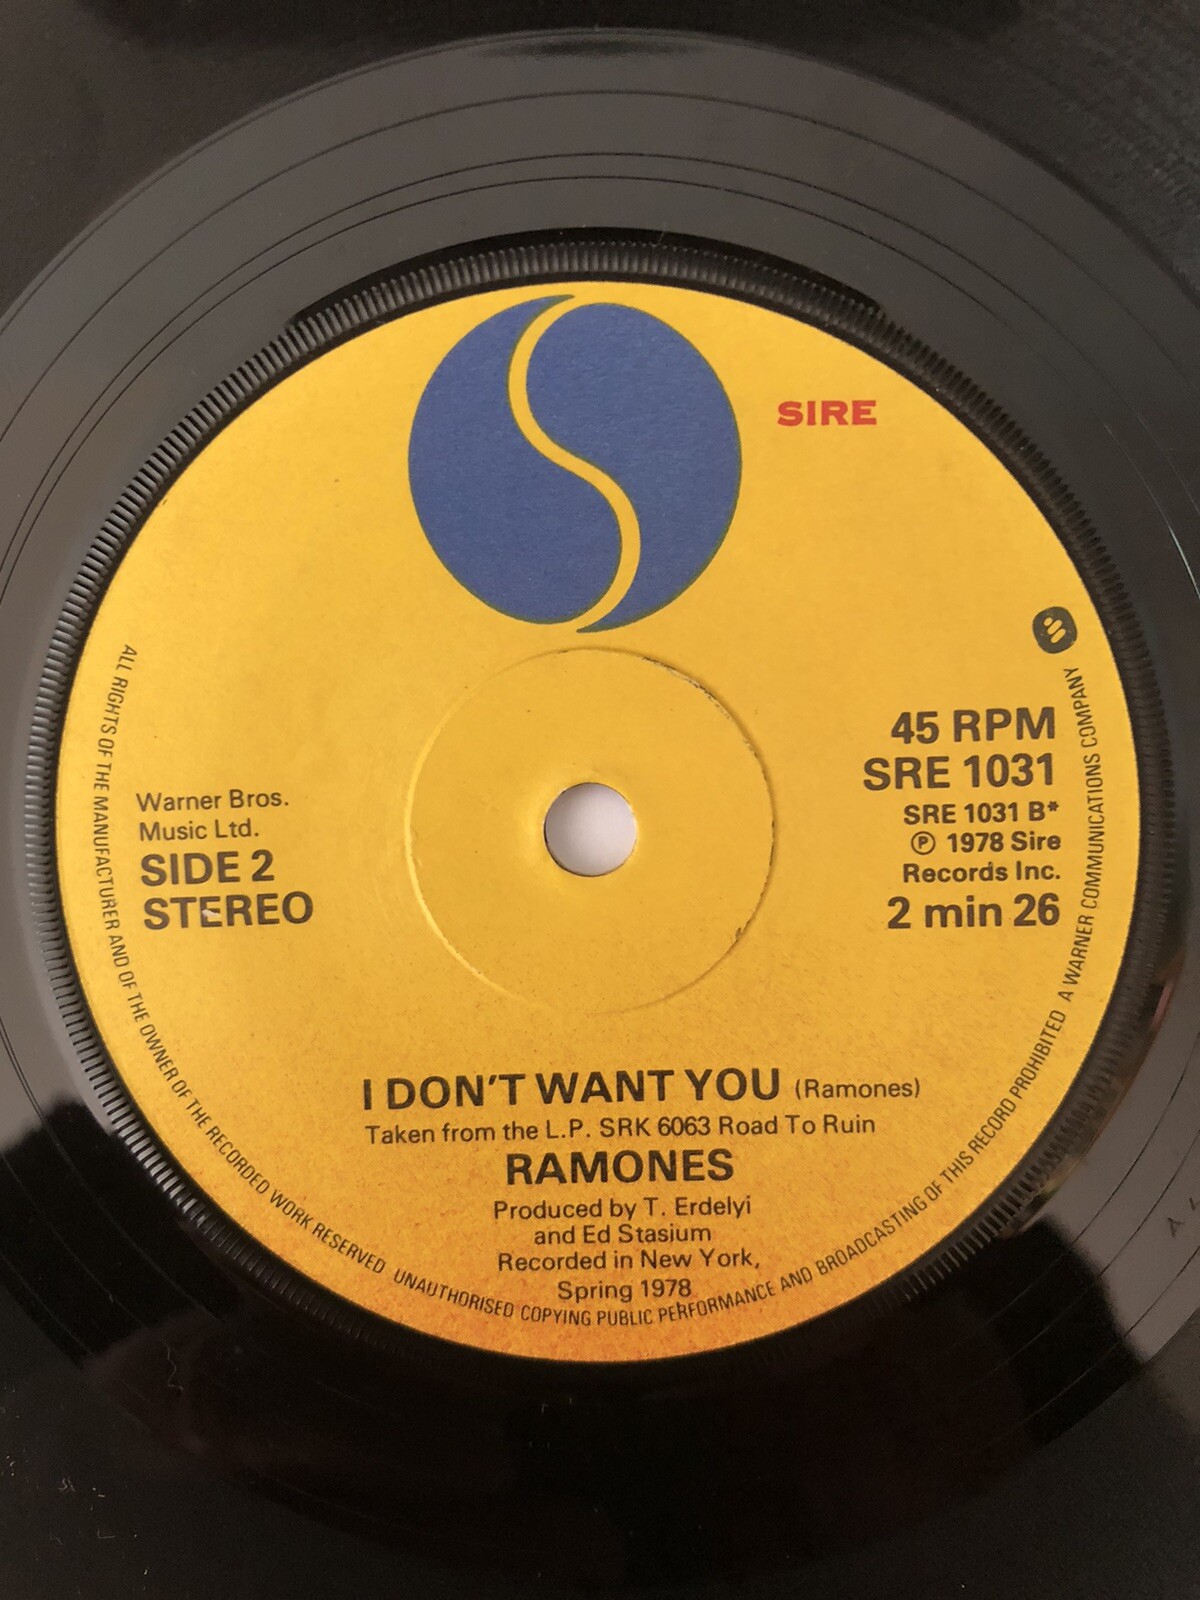 SIRE
45 RPM
SRE 1031
SRE 1031 B*
Ⓟ 1978 Sire
Records Inc.
2 min 26
Warner Bros.
Music Ltd.
SIDE 2
STEREO
I DON'T WANT YOU (Ramones)
Taken from the L.P. SRK 6063 Road To Ruin
RAMONES
Produced by T. Erdelyi
and Ed Stasium
Recorded in New York,
Spring 1978
ALL RIGHTS OF THE MANUFACTURER AND OF THE OWNER OF THE RECORDED WORK RESERVED UNAUTHORISED COPYING PUBLIC PERFORMANCE AND BROADCASTING OF THIS RECORD PROHIBITED A WARNER COMMUNICATIONS COMPANY